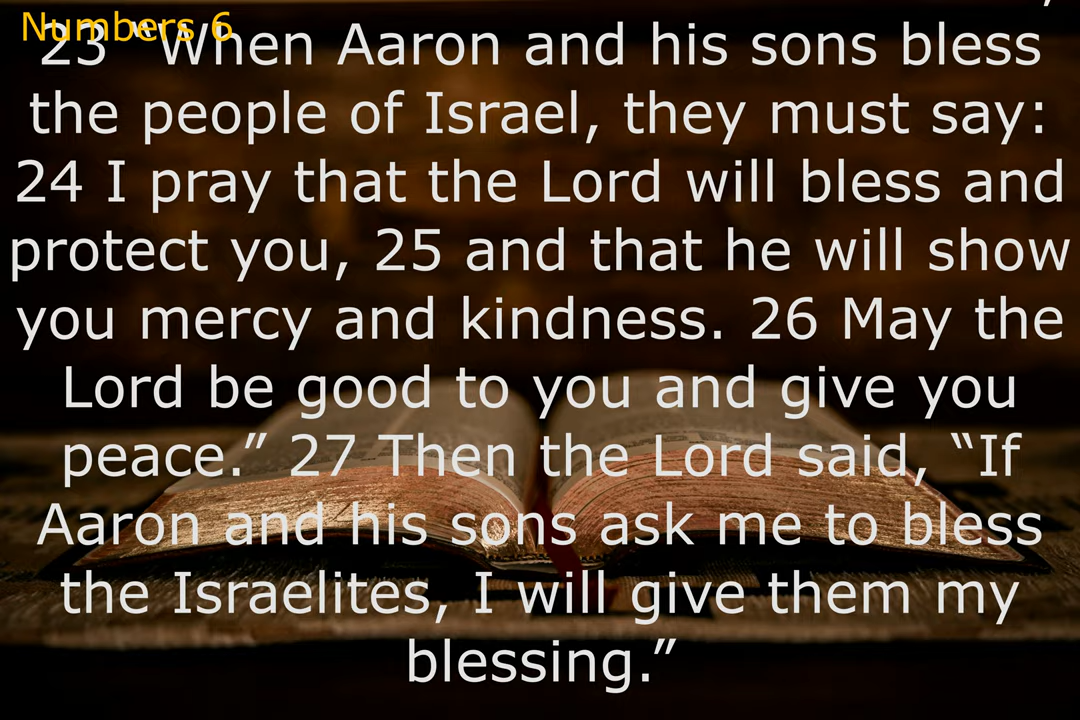 Numbers 6
23 “When Aaron and his sons bless
the people of Israel, they must say:
24 I pray that the Lord will bless and
protect you, 25 and that he will show
you mercy and kindness. 26 May the
Lord be good to you and give you
peace.” 27 Then the Lord said, “If
Aaron and his sons ask me to bless
the Israelites, I will give them my
blessing.”